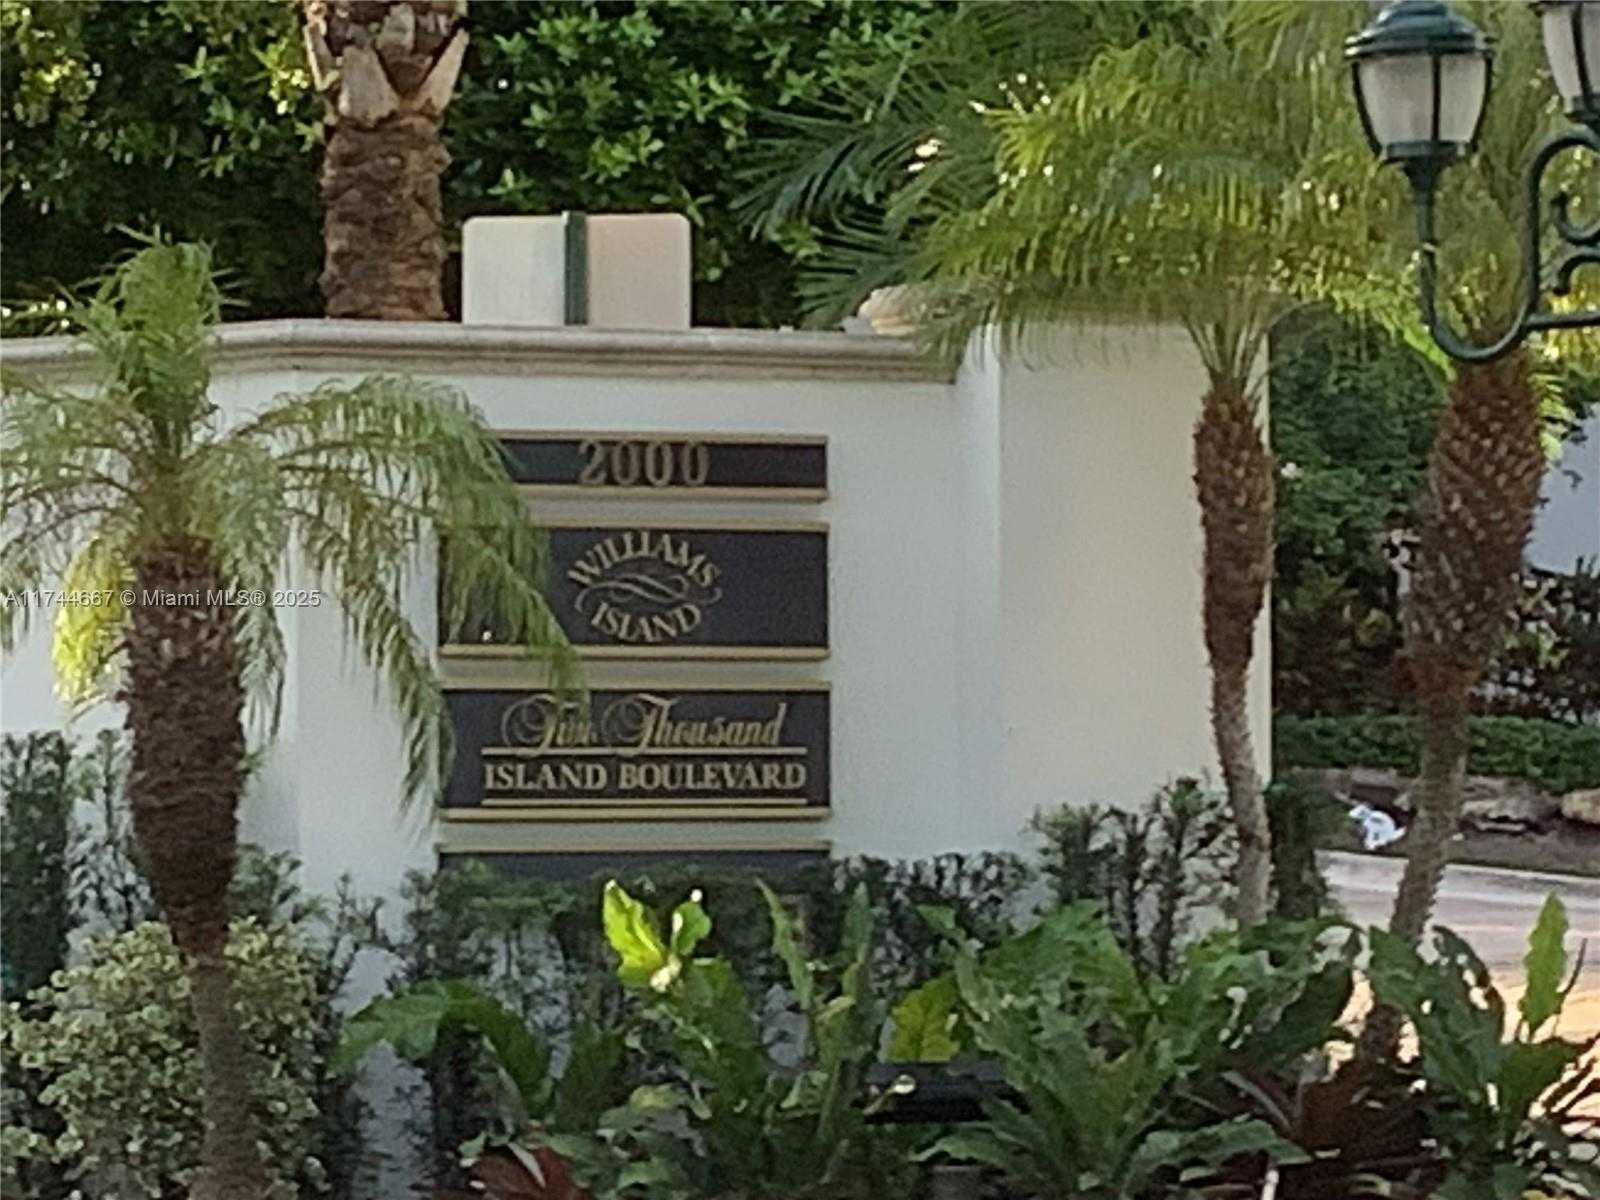 2000
WILLIAMS
ISLAND
Two Thousand
ISLAND BOULEVARD
A11744667 © Miami MLS® 2025